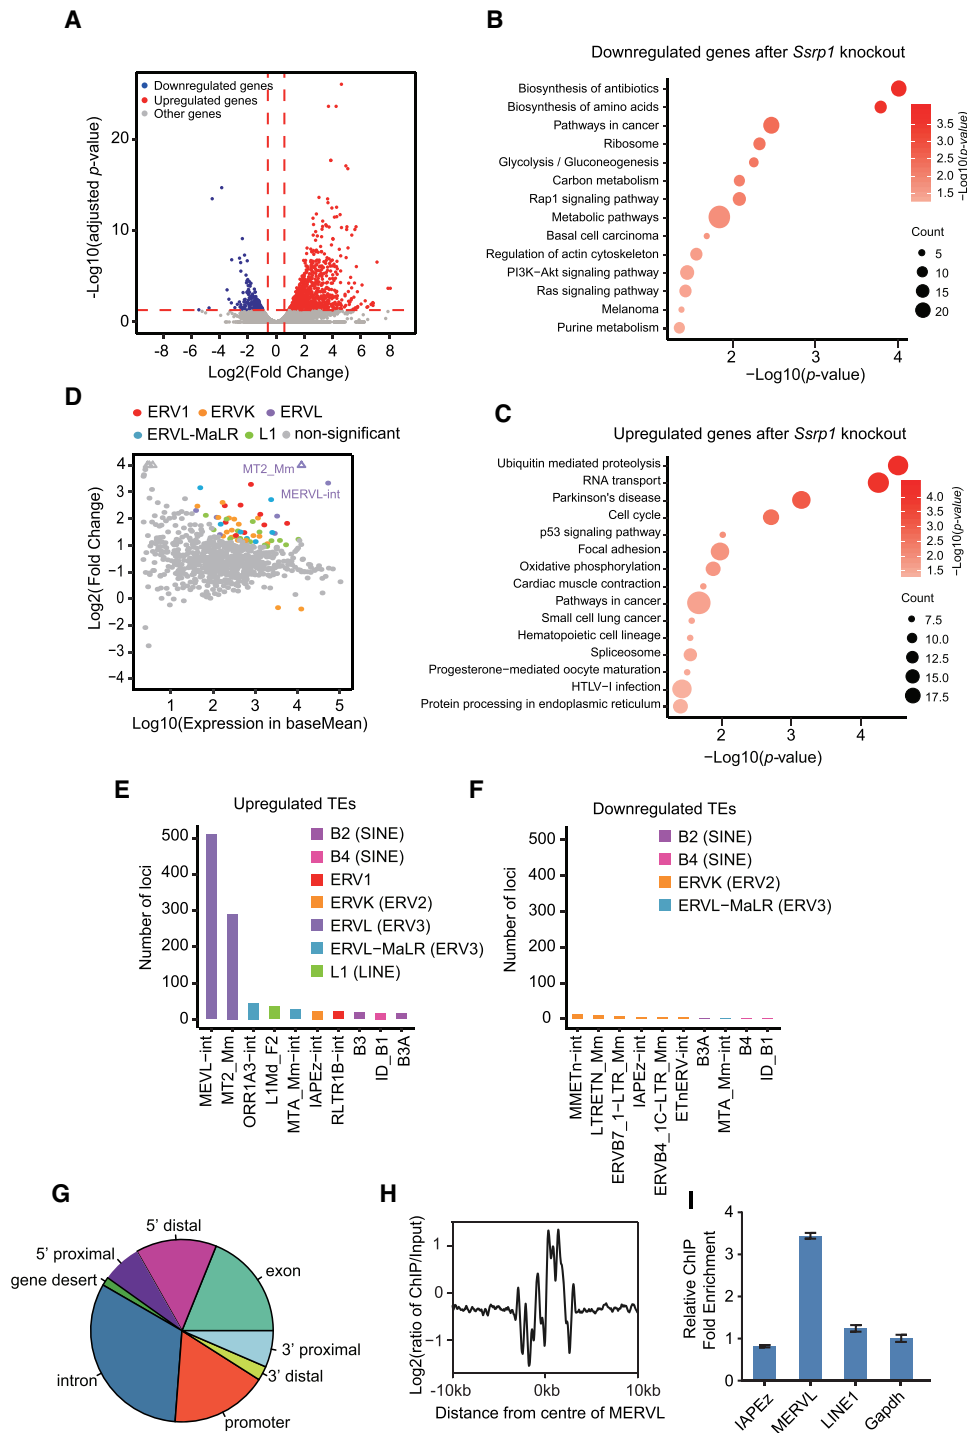 A
Downregulated genes
Upregulated genes
Other genes
-Log10(adjusted p-value)
20
10
0
-8 -6 -4 -2 0 2 4 6 8
Log2(Fold Change)
B
Downregulated genes after Ssrp1 knockout
Biosynthesis of antibiotics
Biosynthesis of amino acids
Pathways in cancer
Ribosome
Glycolysis / Gluconeogenesis
Carbon metabolism
Rap1 signaling pathway
Metabolic pathways
Basal cell carcinoma
Regulation of actin cytoskeleton
PI3K−Akt signaling pathway
Ras signaling pathway
Melanoma
Purine metabolism
2 3 4
−Log10(p-value)
3.5
3.0
2.5
2.0
1.5
−Log10(p-value)
Count
5
10
15
20
C
Upregulated genes after Ssrp1 knockout
Ubiquitin mediated proteolysis
RNA transport
Parkinson's disease
Cell cycle
p53 signaling pathway
Focal adhesion
Oxidative phosphorylation
Cardiac muscle contraction
Pathways in cancer
Small cell lung cancer
Hematopoietic cell lineage
Spliceosome
Progesterone−mediated oocyte maturation
HTLV−I infection
Protein processing in endoplasmic reticulum
2 3 4
−Log10(p-value)
4.0
3.5
3.0
2.5
2.0
1.5
−Log10(p-value)
Count
7.5
10.0
12.5
15.0
17.5
D
ERV1 ERVK ERVL
ERVL-MaLR L1 non-significant
MT2_Mm
MERVL-int
Log2(Fold Change)
4
3
2
1
0
−1
−2
−3
−4
1 2 3 4 5
Log10(Expression in baseMean)
E
Upregulated TEs
B2 (SINE)
B4 (SINE)
ERV1
ERVK (ERV2)
ERVL (ERV3)
ERVL−MaLR (ERV3)
L1 (LINE)
Number of loci
500
400
300
200
100
0
MEVL−int
MT2_Mm
ORR1A3−int
L1Md_F2
MTA_Mm−int
IAPEz−int
RLTR1B−int
B3
ID_B1
B3A
F
Downregulated TEs
B2 (SINE)
B4 (SINE)
ERVK (ERV2)
ERVL−MaLR (ERV3)
Number of loci
500
400
300
200
100
0
MMETn−int
LTRETN_Mm
ERVB7_1−LTR_Mm
IAPEz−int
ERVB4_1C−LTR_Mm
ETnERV-int
B3A
MTA_Mm−int
B4
ID_B1
G
5’ distal
5’ proximal
gene desert
exon
3’ proximal
3’ distal
intron
promoter
H
Log2(ratio of ChIP/Input)
1
0
−1
-10kb 0kb 10kb
Distance from centre of MERVL
I
Relative ChIP
Fold Enrichment
4
3
2
1
0
IAPEz
MERVL
LINE1
Gapdh